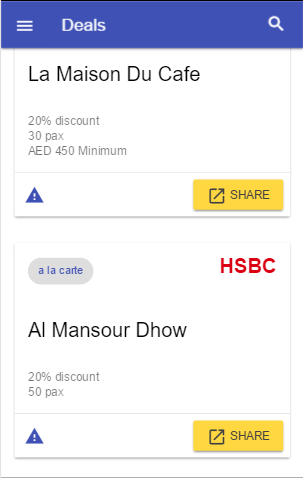 Deals
La Maison Du Cafe
20% discount
30 pax
AED 450 Minimum
SHARE
a la carte
HSBC
Al Mansour Dhow
20% discount
50 pax
SHARE